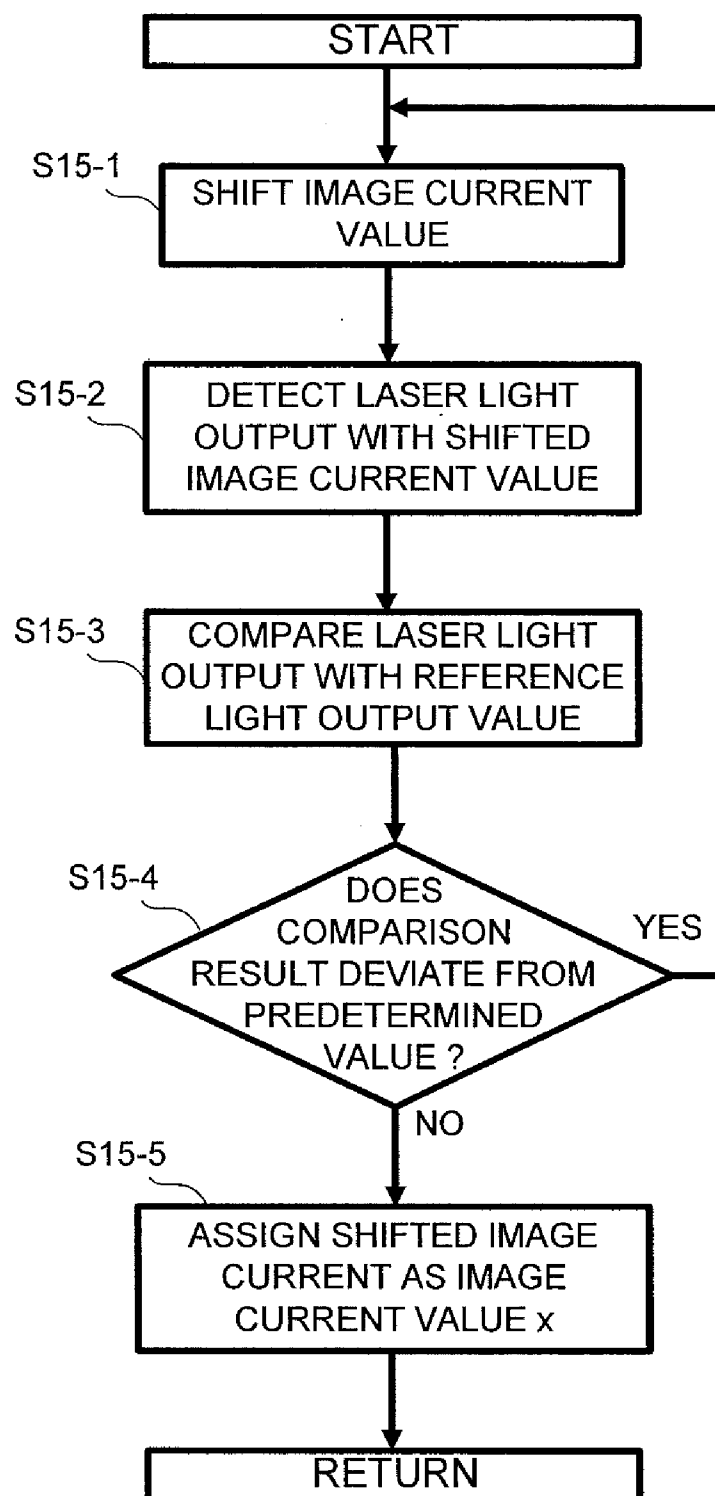 START
S15-1
SHIFT IMAGE CURRENT
VALUE
S15-2
DETECT LASER LIGHT
OUTPUT WITH SHIFTED
IMAGE CURRENT VALUE
S15-3
COMPARE LASER LIGHT
OUTPUT WITH REFERENCE
LIGHT OUTPUT VALUE
S15-4
DOES
COMPARISON
RESULT DEVIATE FROM
PREDETERMINED
VALUE ?
YES
NO
S15-5
ASSIGN SHIFTED IMAGE
CURRENT AS IMAGE
CURRENT VALUE x
RETURN